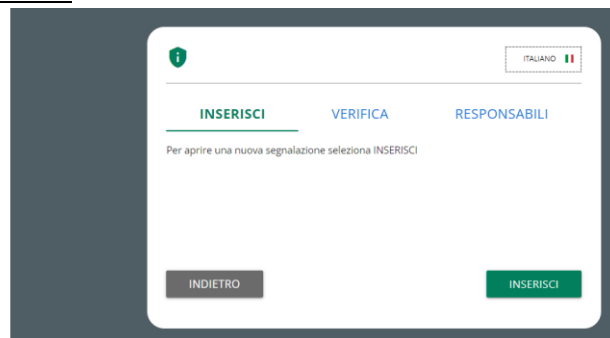 ITALIANO
INSERISCI VERIFICA RESPONSABILI
Per aprire una nuova segnalazione seleziona INSERISCI
INDIETRO INSERISCI